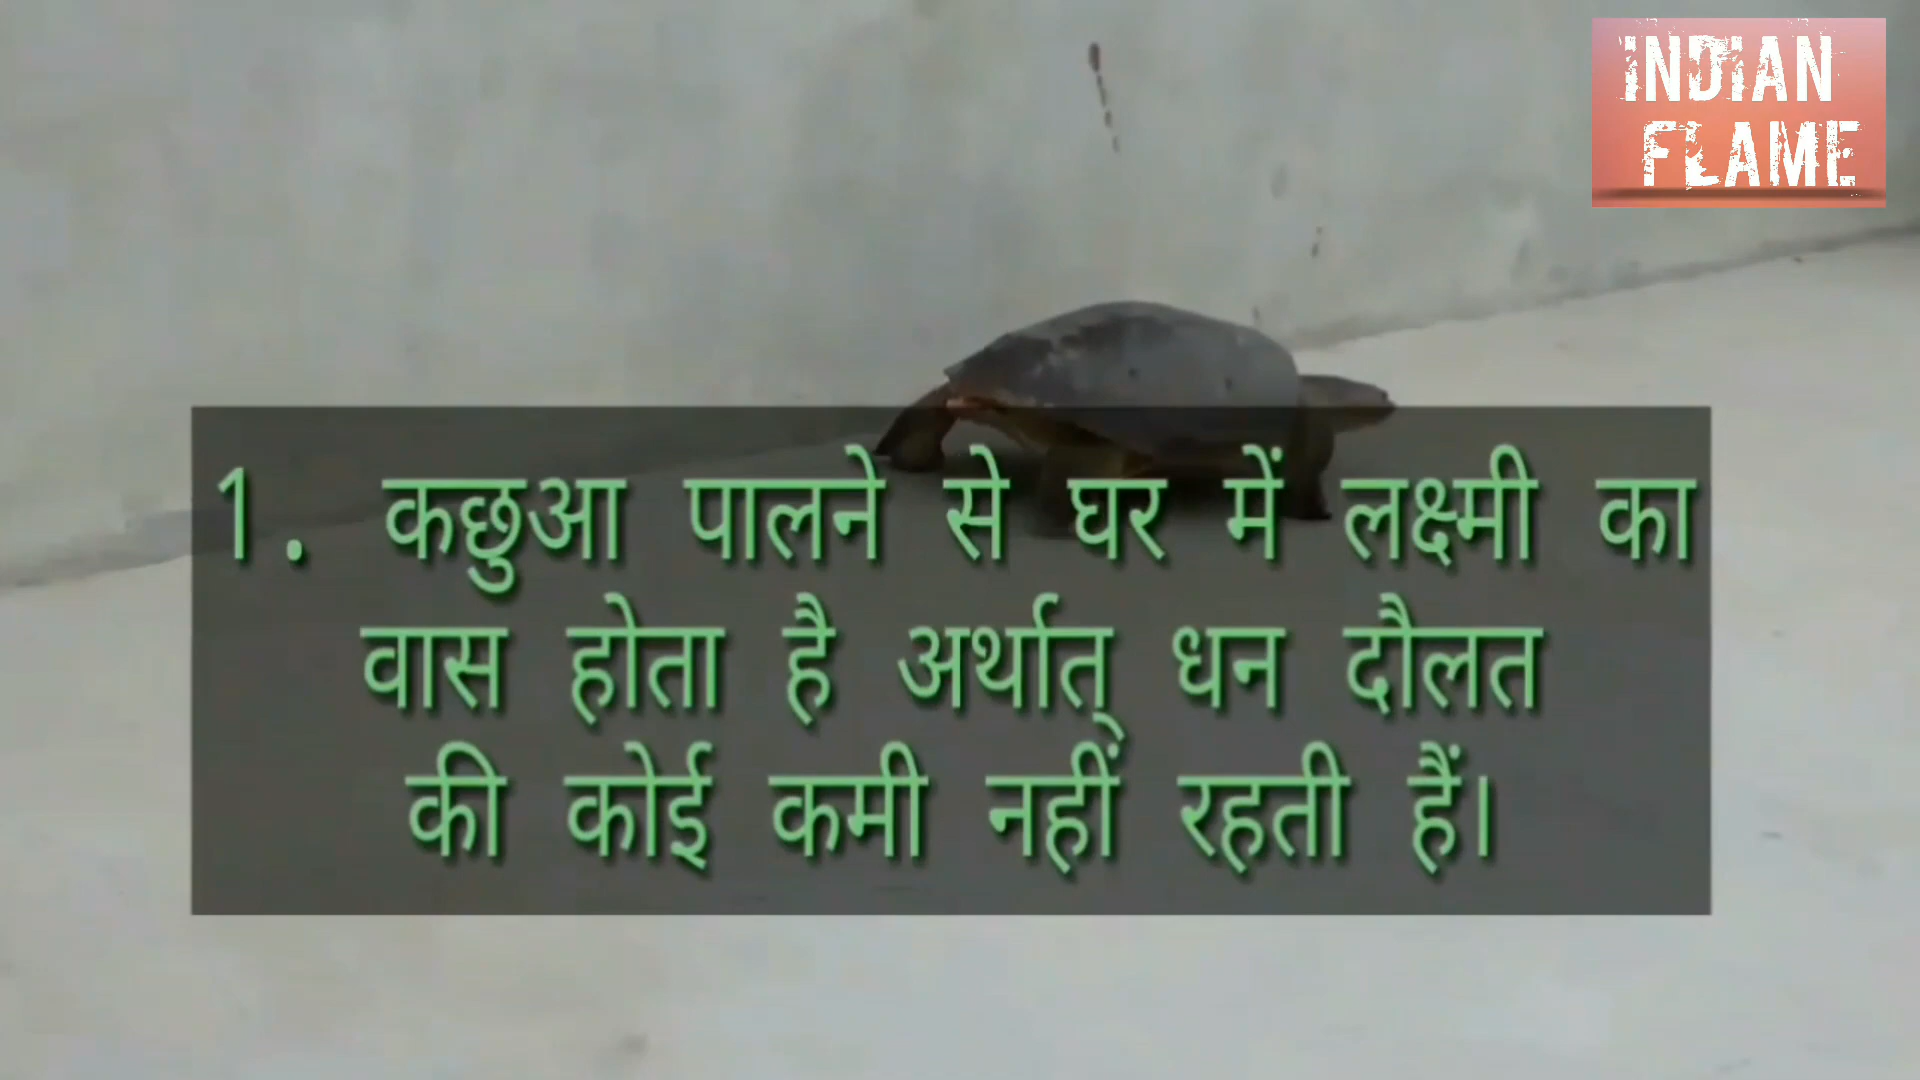 INDIAN
FLAME
1. कछुआ पालने से घर में लक्ष्मी का
वास होता है अर्थात् धन दौलत
की कोई कमी नहीं रहती हैं।